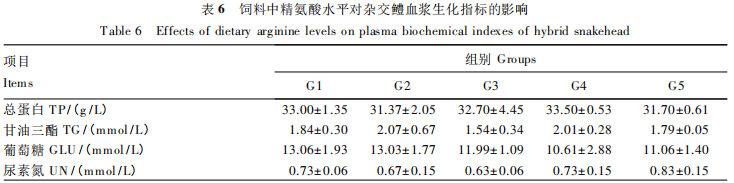 表 6 饲料中精氨酸水平对杂交鳢血浆生化指标的影响
Table 6 Effects of dietary arginine levels on plasma biochemical indexes of hybrid snakehead
项目 组别 Groups
Items G1 G2 G3 G4 G5
总蛋白 TP/(g/L) 33.00±1.35 31.37±2.05 32.70±4.45 33.50±0.53 31.70±0.61
甘油三酯 TG/(mmol/L) 1.84±0.30 2.07±0.67 1.54±0.34 2.01±0.28 1.79±0.05
葡萄糖 GLU/(mmol/L) 13.06±1.93 13.03±1.77 11.99±1.09 10.61±2.88 11.06±1.40
尿素氮 UN/(mmol/L) 0.73±0.06 0.67±0.15 0.63±0.06 0.73±0.15 0.83±0.15